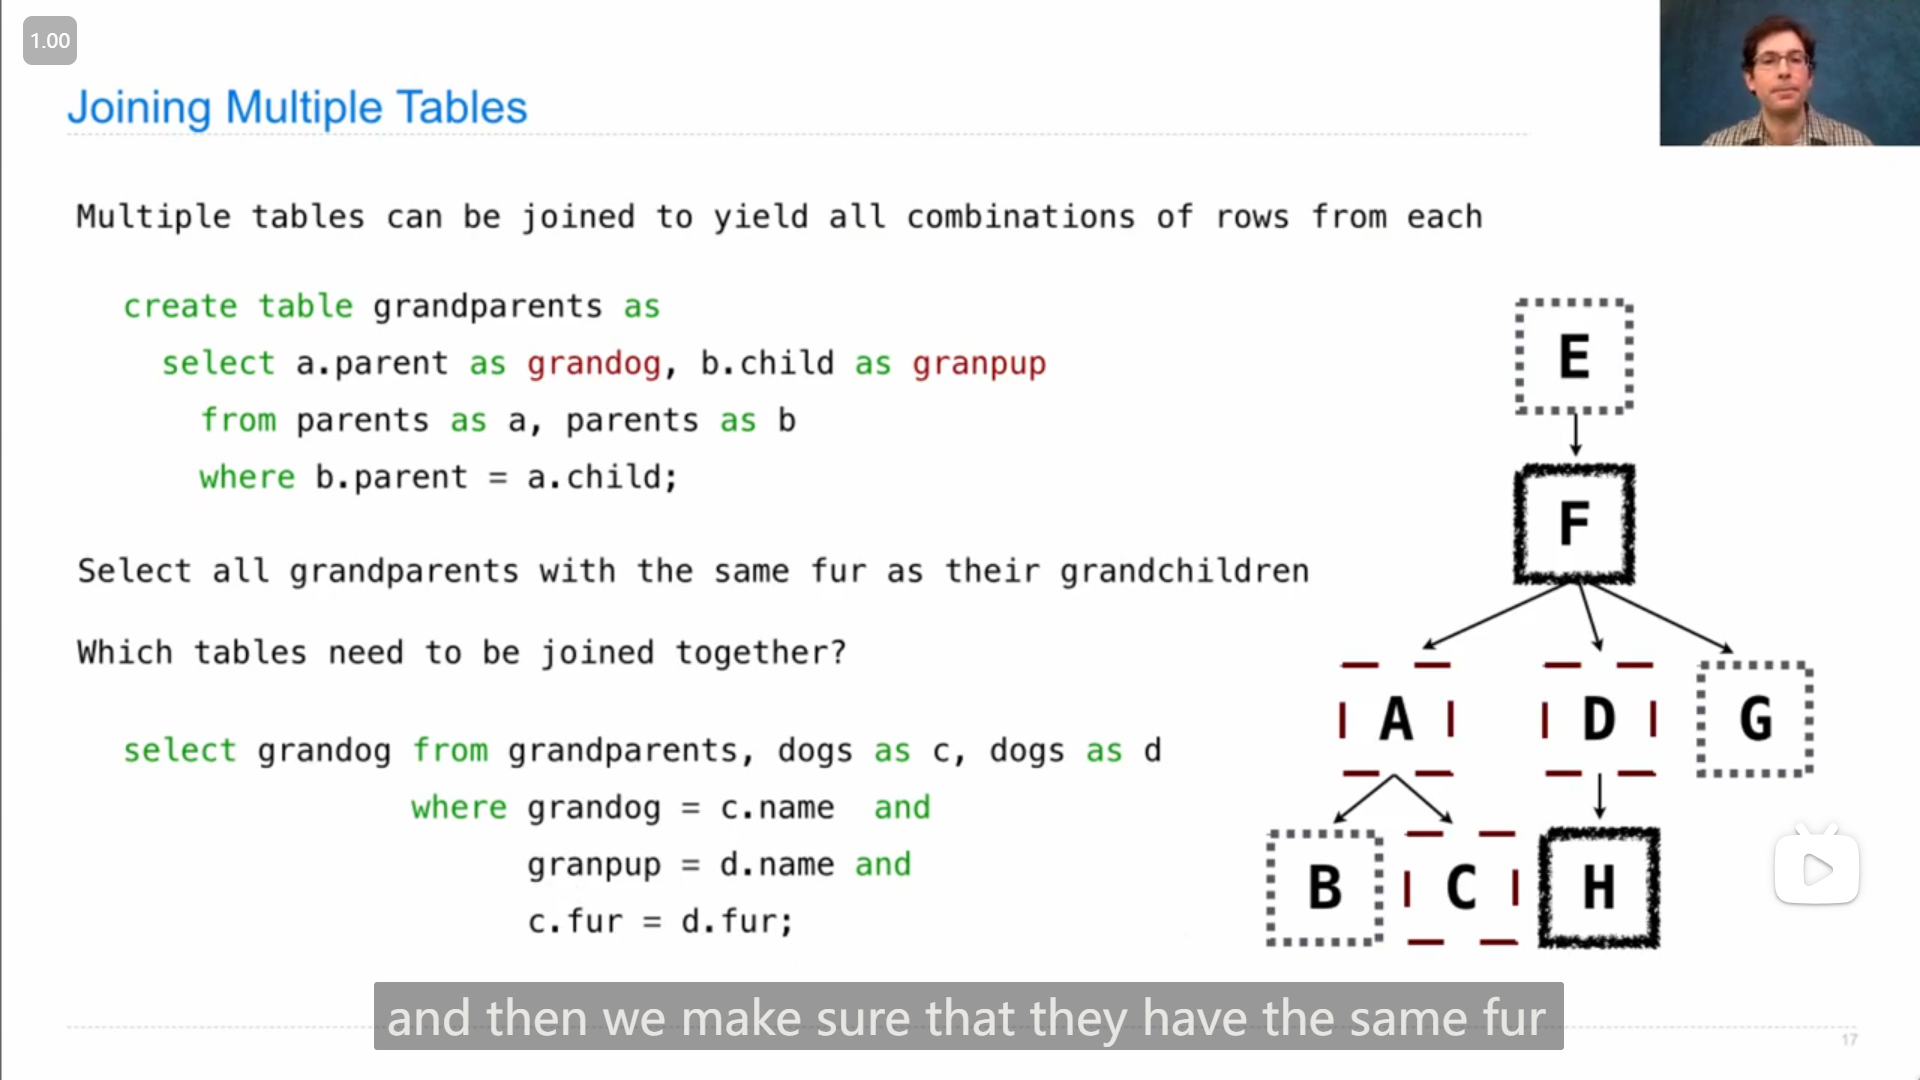 1.00
Joining Multiple Tables
Multiple tables can be joined to yield all combinations of rows from each
create table grandparents as
select a.parent as grandog, b.child as granpup
from parents as a, parents as b
where b.parent = a.child;
Select all grandparents with the same fur as their grandchildren
Which tables need to be joined together?
select grandog from grandparents, dogs as c, dogs as d
where grandog = c.name and
granpup = d.name and
c.fur = d.fur;
E
F
A D G
B C H
and then we make sure that they have the same fur
17